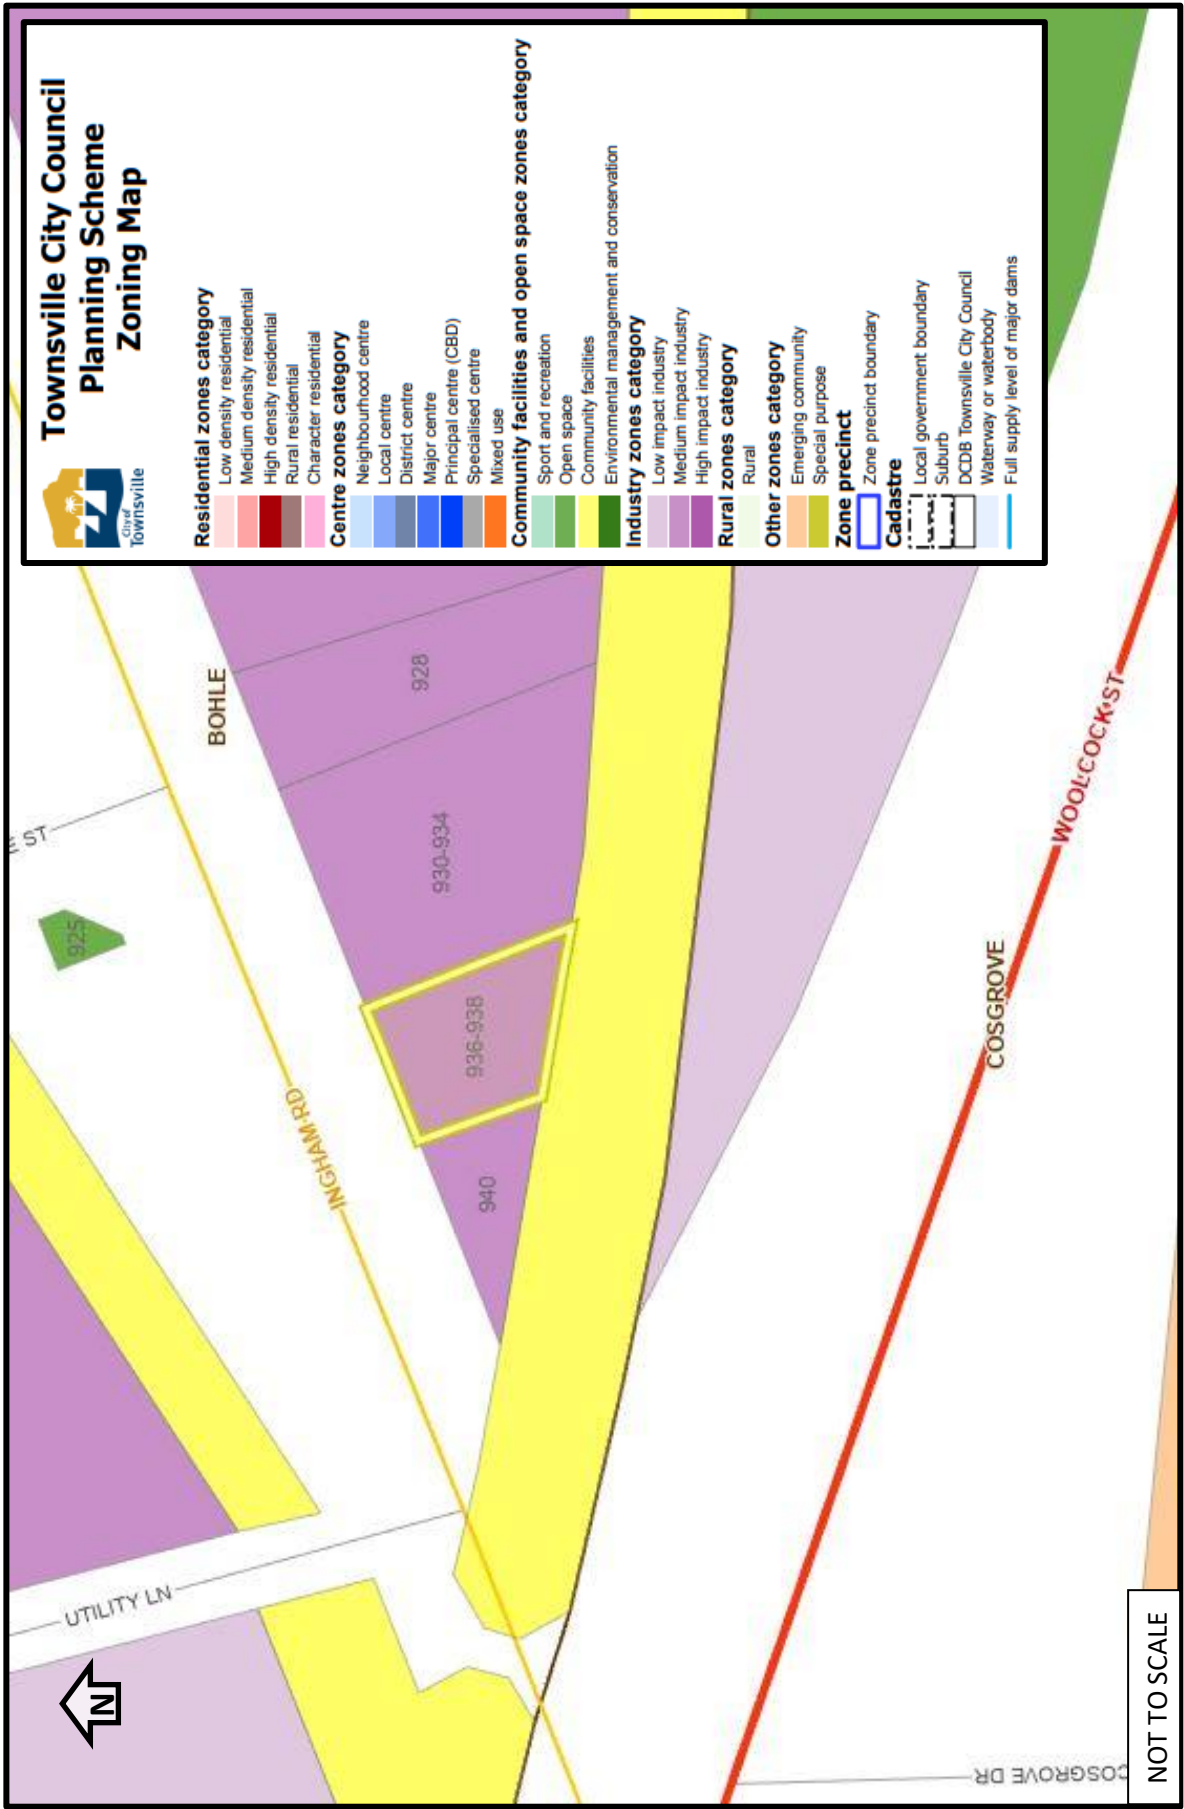 Townsville City Council
Planning Scheme
Zoning Map
City of
Townsville
Residential zones category
Low density residential
Medium density residential
High density residential
Rural residential
Character residential
Centre zones category
Neighbourhood centre
Local centre
District centre
Major centre
Principal centre (CBD)
Specialised centre
Mixed use
Community facilities and open space zones category
Sport and recreation
Open space
Community facilities
Environmental management and conservation
Industry zones category
Low impact industry
Medium impact industry
High impact industry
Rural zones category
Rural
Other zones category
Emerging community
Special purpose
Zone precinct
Zone precinct boundary
Cadastre
Local government boundary
Suburb
DCDB Townsville City Council
Waterway or waterbody
Full supply level of major dams
E ST
925
BOHLE
928
930-934
936-938
940
INGHAM RD
UTILITY LN
N
COSGROVE
WOOLCOCK ST
COSGROVE DR
NOT TO SCALE